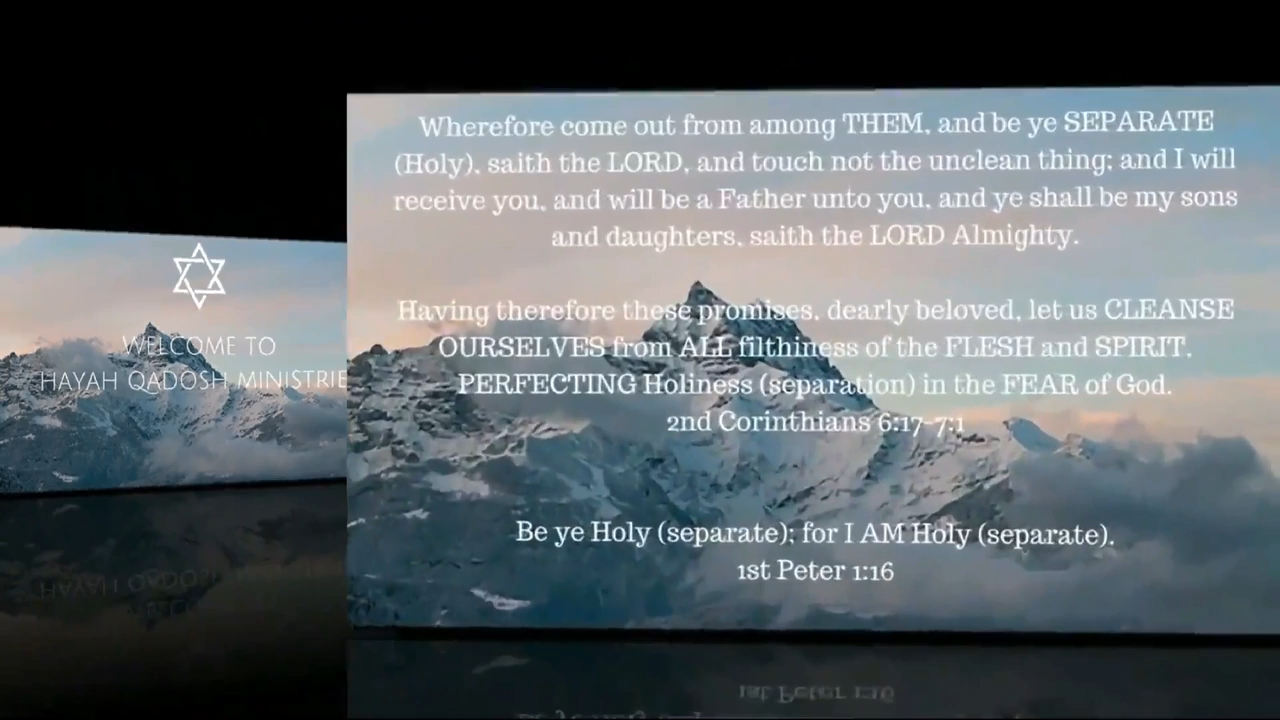 WELCOME TO
HAYAH QADOSH MINISTRIE
Wherefore come out from among THEM, and be ye SEPARATE
(Holy), saith the LORD, and touch not the unclean thing; and I will
receive you, and will be a Father unto you, and ye shall be my sons
and daughters, saith the LORD Almighty.
Having therefore these promises, dearly beloved, let us CLEANSE
OURSELVES from ALL filthiness of the FLESH and SPIRIT,
PERFECTING Holiness (separation) in the FEAR of God.
2nd Corinthians 6:17-7:1
Be ye Holy (separate); for I AM Holy (separate).
1st Peter 1:16